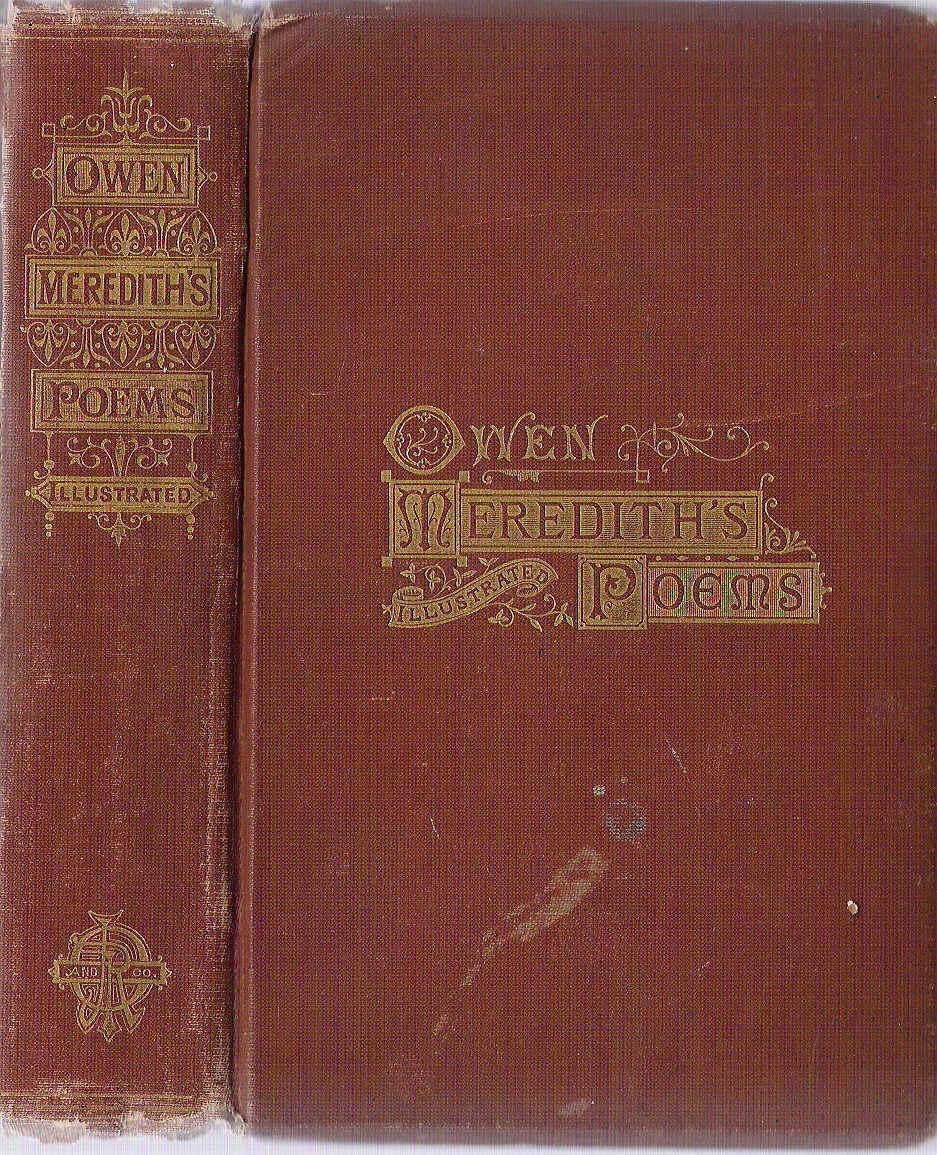 OWEN
MEREDITH'S
POEMS
ILLUSTRATED
AND CO.
OWEN
MEREDITH'S
ILLUSTRATED POEMS